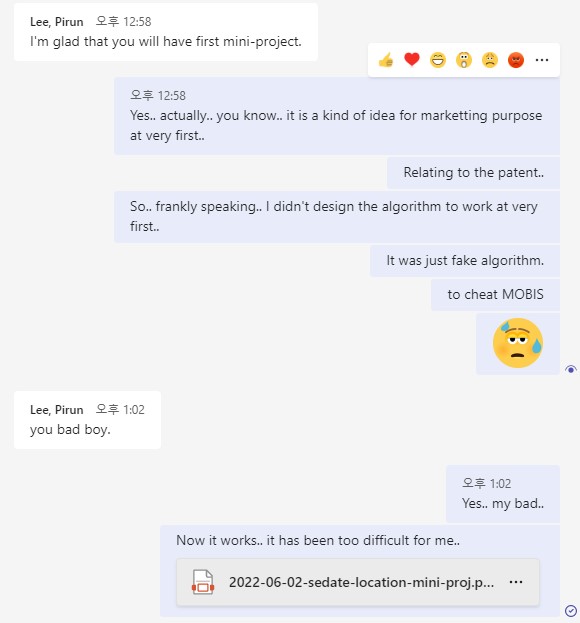 Lee, Pirun 오후 12:58
I'm glad that you will have first mini-project.
오후 12:58
Yes.. actually.. you know.. it is a kind of idea for marketting purpose
at very first..
Relating to the patent..
So.. frankly speaking.. I didn't design the algorithm to work at very
first..
It was just fake algorithm.
to cheat MOBIS
Lee, Pirun 오후 1:02
you bad boy.
오후 1:02
Yes.. my bad..
Now it works.. it has been too difficult for me..
2022-06-02-sedate-location-mini-proj.p...